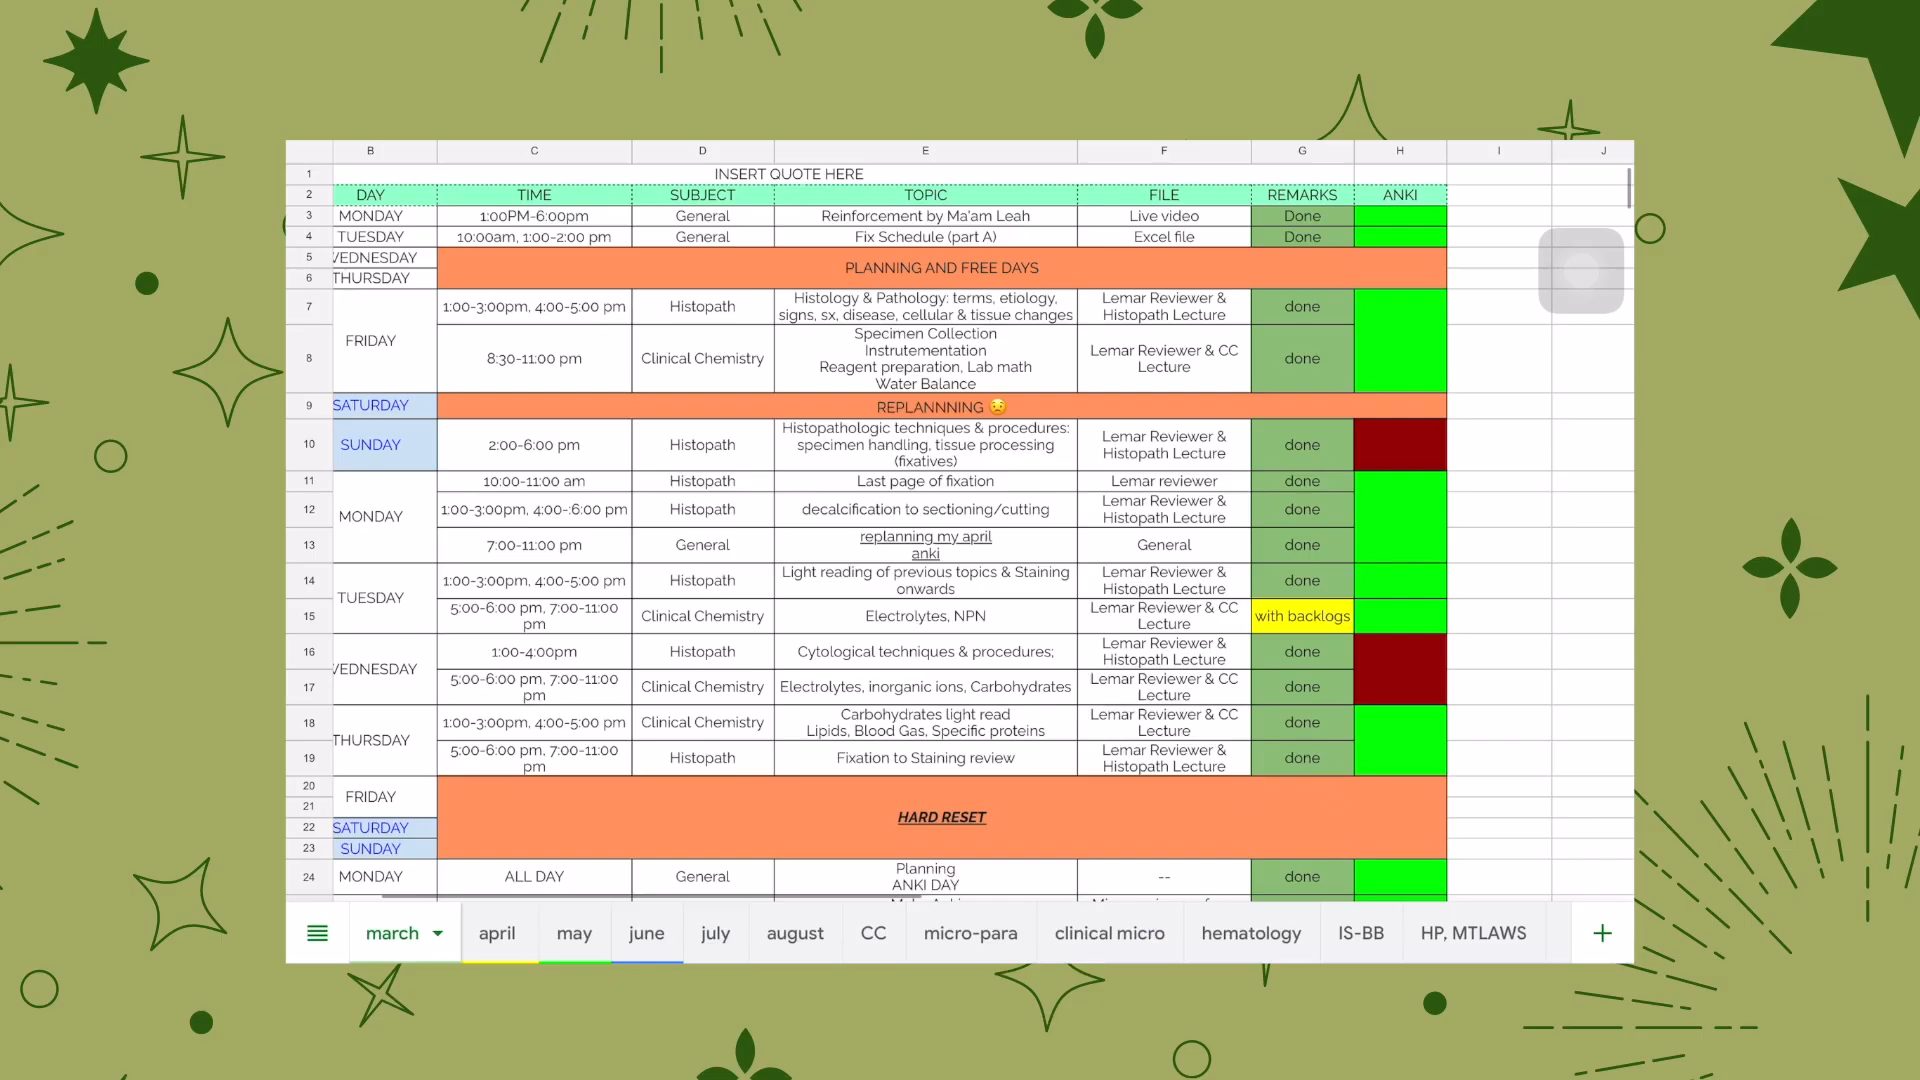 B C D E F G H I J
1 INSERT QUOTE HERE
2 DAY TIME SUBJECT TOPIC FILE REMARKS ANKI
3 MONDAY 1:00PM-6:00pm General Reinforcement by Ma'am Leah Live video Done
4 TUESDAY 10:00am, 1:00-2:00 pm General Fix Schedule (part A) Excel file Done
5 VEDNESDAY
PLANNING AND FREE DAYS
6 THURSDAY
7 1:00-3:00pm, 4:00-5:00 pm Histopath Histology & Pathology: terms, etiology,
signs, sx, disease, cellular & tissue changes Lemar Reviewer &
Histopath Lecture done
FRIDAY
8 8:30-11:00 pm Clinical Chemistry Specimen Collection
Instrutementation
Reagent preparation, Lab math
Water Balance Lemar Reviewer & CC
Lecture done
9 SATURDAY REPLANNNING 😥
10 SUNDAY 2:00-6:00 pm Histopath Histopathologic techniques & procedures:
specimen handling, tissue processing
(fixatives) Lemar Reviewer &
Histopath Lecture done
11 10:00-11:00 am Histopath Last page of fixation Lemar reviewer done
12 MONDAY 1:00-3:00pm, 4:00-:6:00 pm Histopath decalcification to sectioning/cutting Lemar Reviewer &
Histopath Lecture done
13 7:00-11:00 pm General replanning my april
anki General done
14 1:00-3:00pm, 4:00-5:00 pm Histopath Light reading of previous topics & Staining
onwards Lemar Reviewer &
Histopath Lecture done
TUESDAY
15 5:00-6:00 pm, 7:00-11:00
pm Clinical Chemistry Electrolytes, NPN Lemar Reviewer & CC
Lecture with backlogs
16 1:00-4:00pm Histopath Cytological techniques & procedures; Lemar Reviewer &
Histopath Lecture done
VEDNESDAY
17 5:00-6:00 pm, 7:00-11:00
pm Clinical Chemistry Electrolytes, inorganic ions, Carbohydrates Lemar Reviewer & CC
Lecture done
18 1:00-3:00pm, 4:00-5:00 pm Clinical Chemistry Carbohydrates light read
Lipids, Blood Gas, Specific proteins Lemar Reviewer & CC
Lecture done
THURSDAY
19 5:00-6:00 pm, 7:00-11:00
pm Histopath Fixation to Staining review Lemar Reviewer &
Histopath Lecture done
20
FRIDAY
21
HARD RESET
22 SATURDAY
23 SUNDAY
24 MONDAY ALL DAY General Planning
ANKI DAY -- done
march april may june july august CC micro-para clinical micro hematology IS-BB HP, MTLAWS +